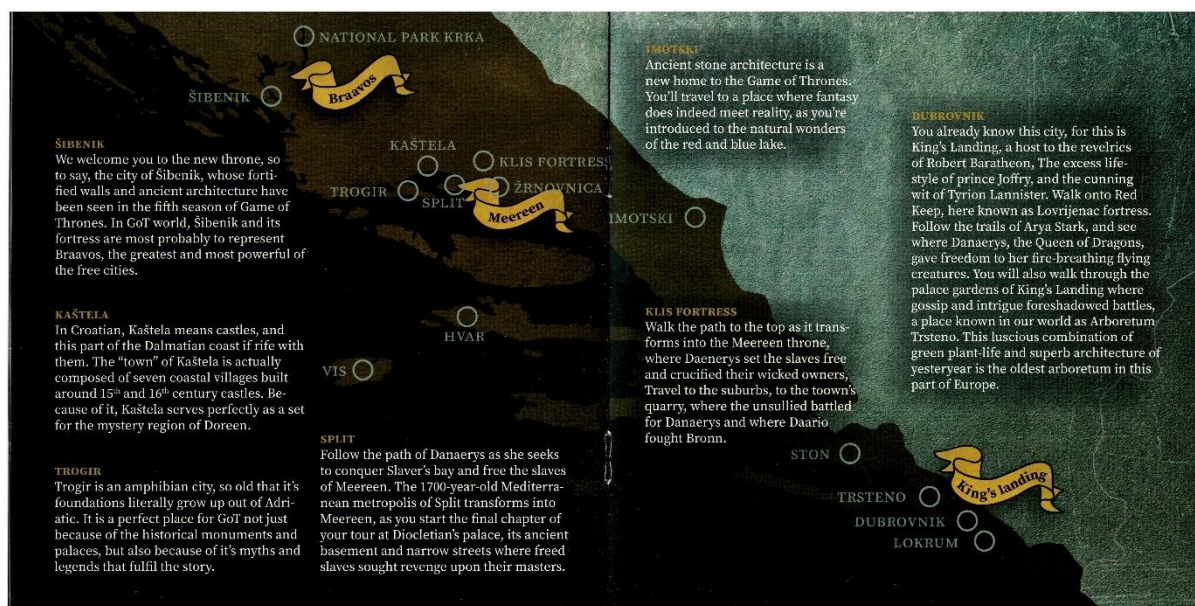 NATIONAL PARK KRKA
Braavos
ŠIBENIK
KAŠTELA
KLIS FORTRES
TROGIR
SPLIT
ŽRNOVNICA
Meereen
IMOTSKI
HVAR
VIS
ŠIBENIK
We welcome you to the new throne, so
to say, the city of Šibenik, whose forti-
fied walls and ancient architecture have
been seen in the fifth season of Game of
Thrones. In GoT world, Šibenik and its
fortress are most probably to represent
Braavos, the greatest and most powerful of
the free cities.
KAŠTELA
In Croatian, Kaštela means castles, and
this part of the Dalmatian coast if rife with
them. The “town” of Kaštela is actually
composed of seven coastal villages built
around 15th and 16th century castles. Be-
cause of it, Kaštela serves perfectly as a set
for the mystery region of Doreen.
TROGIR
Trogir is an amphibian city, so old that it’s
foundations literally grow up out of Adri-
atic. It is a perfect place for GoT not just
because of the historical monuments and
palaces, but also because of it’s myths and
legends that fulfil the story.
SPLIT
Follow the path of Danaerys as she seeks
to conquer Slaver’s bay and free the slaves
of Meereen. The 1700-year-old Mediterra-
nean metropolis of Split transforms into
Meereen, as you start the final chapter of
your tour at Diocletian’s palace, its ancient
basement and narrow streets where freed
slaves sought revenge upon their masters.
IMOTSKI
Ancient stone architecture is a
new home to the Game of Thrones.
You’ll travel to a place where fantasy
does indeed meet reality, as you’re
introduced to the natural wonders
of the red and blue lake.
KLIS FORTRESS
Walk the path to the top as it trans-
forms into the Meereen throne,
where Daenerys set the slaves free
and crucified their wicked owners,
Travel to the suburbs, to the toown’s
quarry, where the unsullied battled
for Danaerys and where Daario
fought Bronn.
DUBROVNIK
You already know this city, for this is
King’s Landing, a host to the revelries
of Robert Baratheon, The excess life-
style of prince Joffry, and the cunning
wit of Tyrion Lannister. Walk onto Red
Keep, here known as Lovrijenac fortress.
Follow the trails of Arya Stark, and see
where Danaerys, the Queen of Dragons,
gave freedom to her fire-breathing flying
creatures. You will also walk through the
palace gardens of King’s Landing where
gossip and intrigue foreshadowed battles,
a place known in our world as Arboretum
Trsteno. This luscious combination of
green plant-life and superb architecture of
yesteryear is the oldest arboretum in this
part of Europe.
STON
King’s landing
TRSTENO
DUBROVNIK
LOKRUM